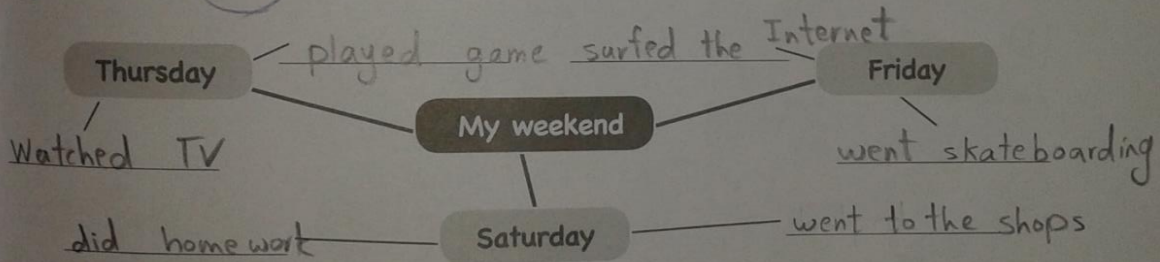 played game surfed the Internet
Thursday Friday
My weekend
Watched TV went skateboarding
did homework Saturday went to the shops